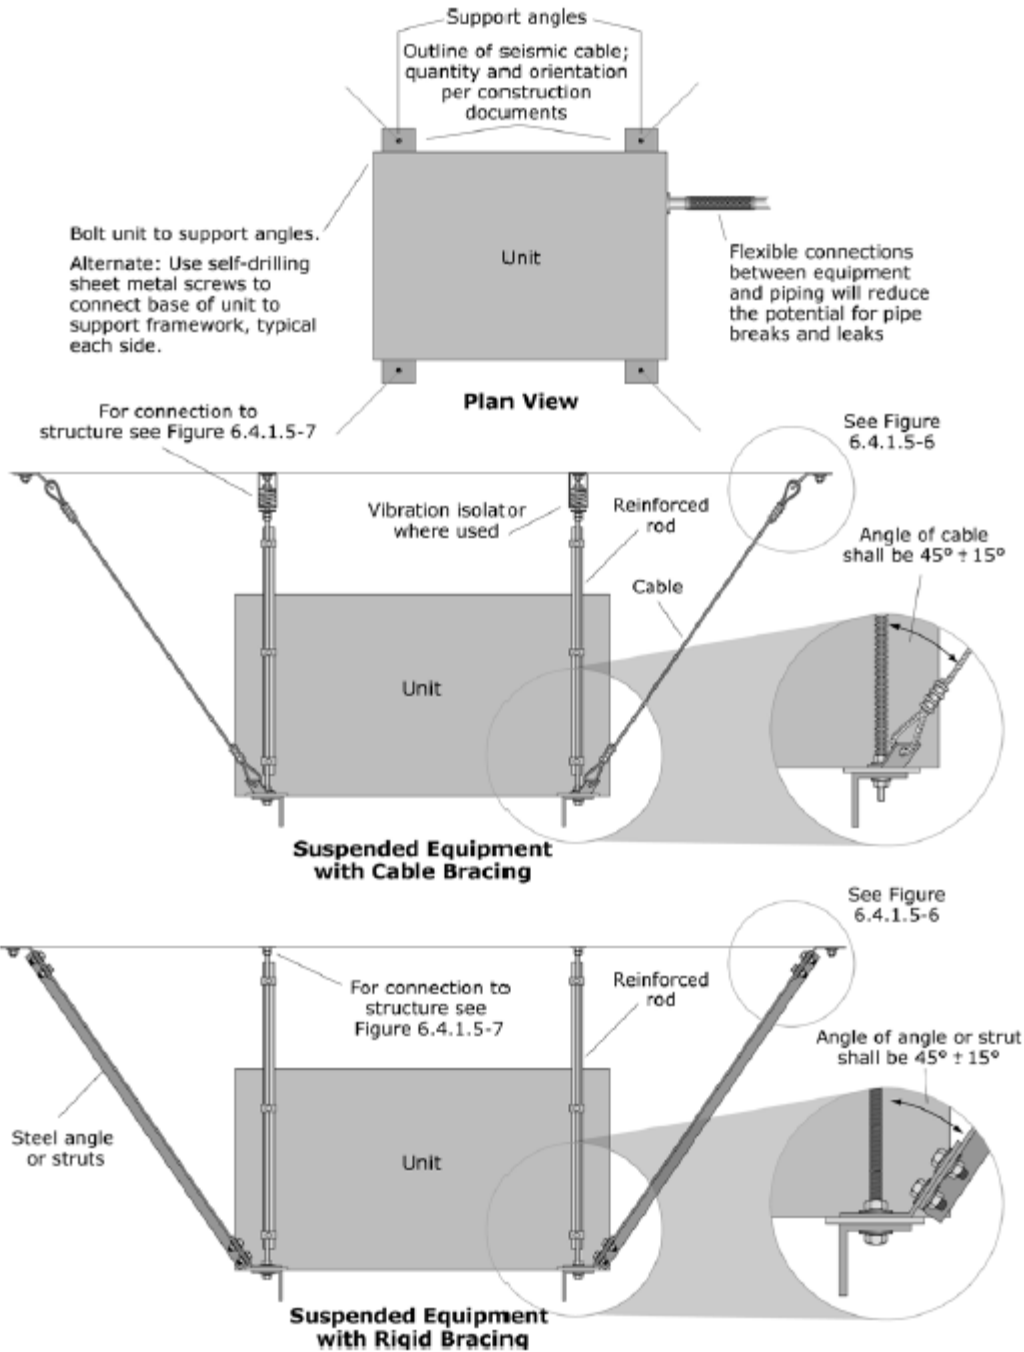 Support angles
Outline of seismic cable;
quantity and orientation
per construction
documents
Bolt unit to support angles.
Alternate: Use self-drilling
sheet metal screws to
connect base of unit to
support framework, typical
each side.
Unit
Flexible connections
between equipment
and piping will reduce
the potential for pipe
breaks and leaks
Plan View
For connection to
structure see Figure 6.4.1.5-7
See Figure
6.4.1.5-6
Vibration isolator
where used
Reinforced
rod
Angle of cable
shall be 45° ± 15°
Cable
Unit
Suspended Equipment
with Cable Bracing
See Figure
6.4.1.5-6
For connection to
structure see
Figure 6.4.1.5-7
Reinforced
rod
Angle of angle or strut
shall be 45° ± 15°
Steel angle
or struts
Unit
Suspended Equipment
with Rigid Bracing